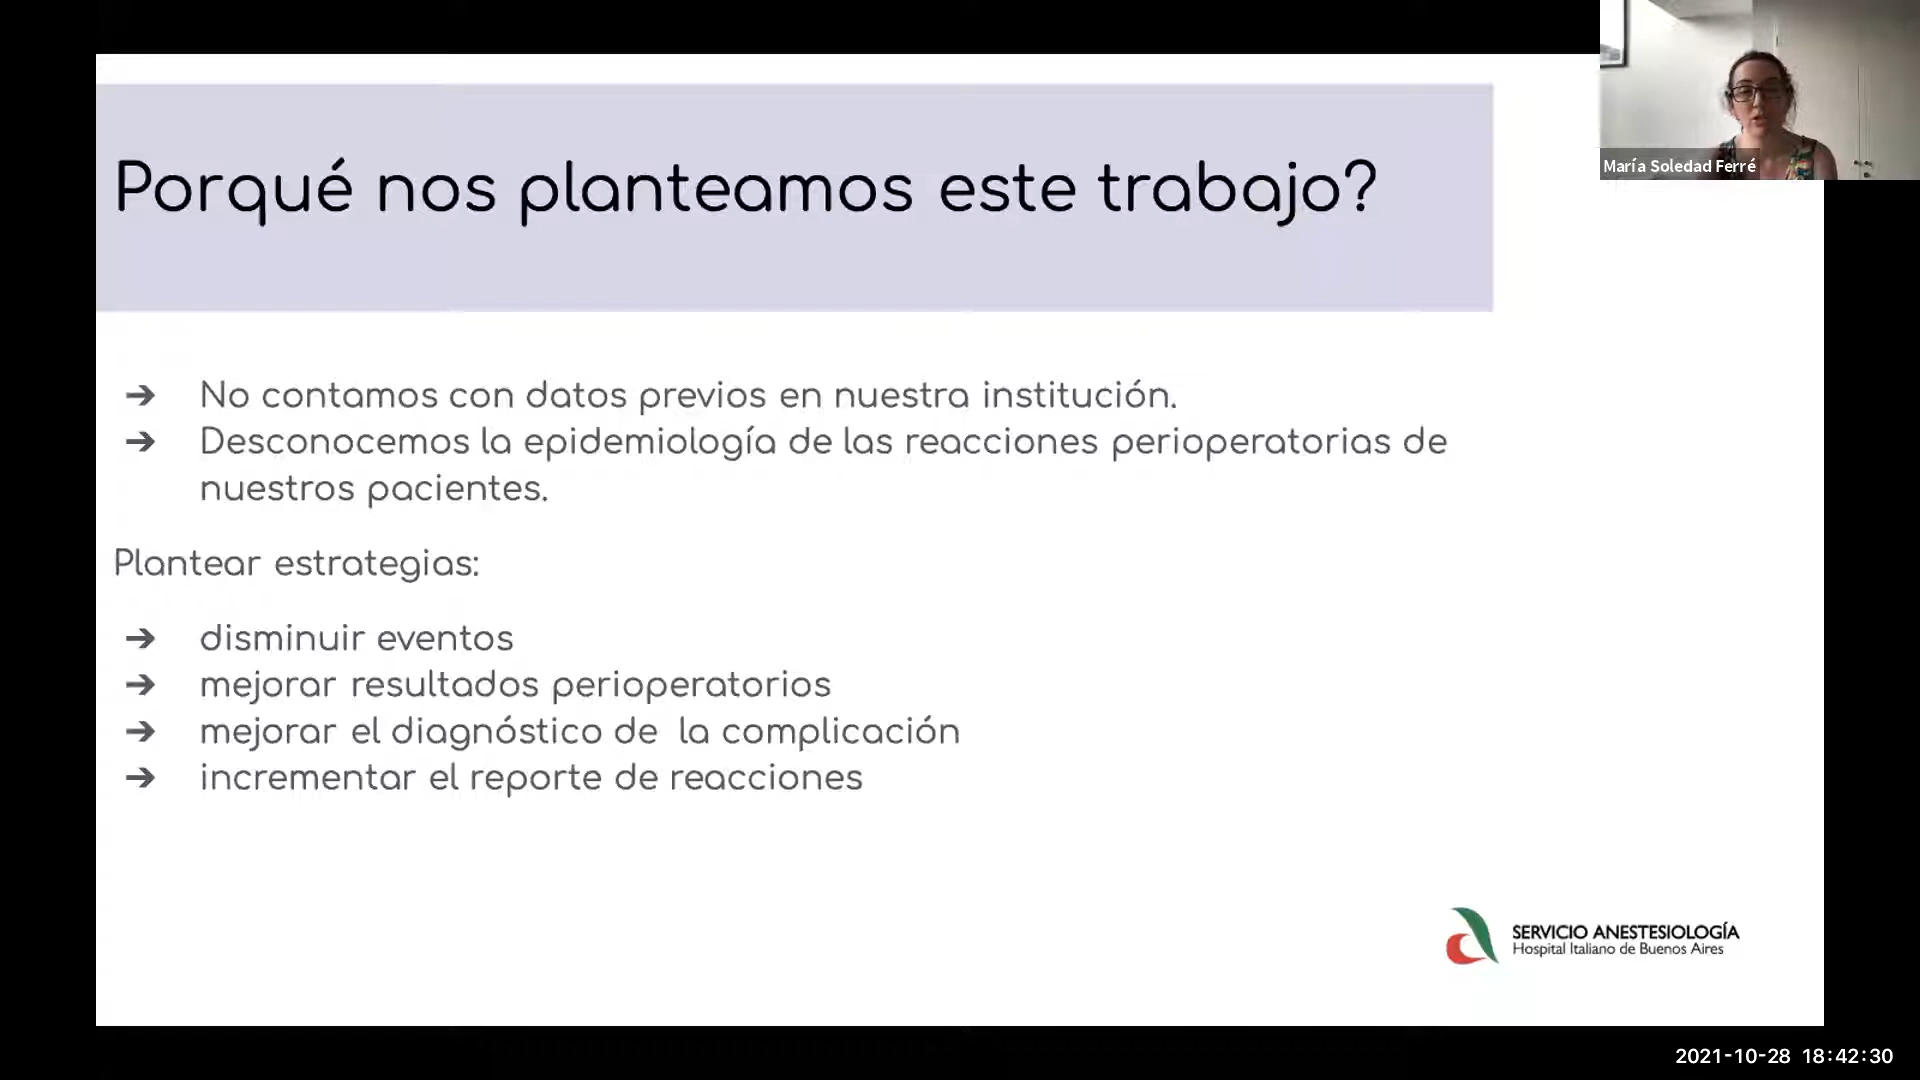 Porqué nos planteamos este trabajo?
María Soledad Ferré
➔ No contamos con datos previos en nuestra institución.
➔ Desconocemos la epidemiología de las reacciones perioperatorias de
nuestros pacientes.
Plantear estrategias:
➔ disminuir eventos
➔ mejorar resultados perioperatorios
➔ mejorar el diagnóstico de la complicación
➔ incrementar el reporte de reacciones
SERVICIO ANESTESIOLOGÍA
Hospital Italiano de Buenos Aires
2021-10-28 18:42:30